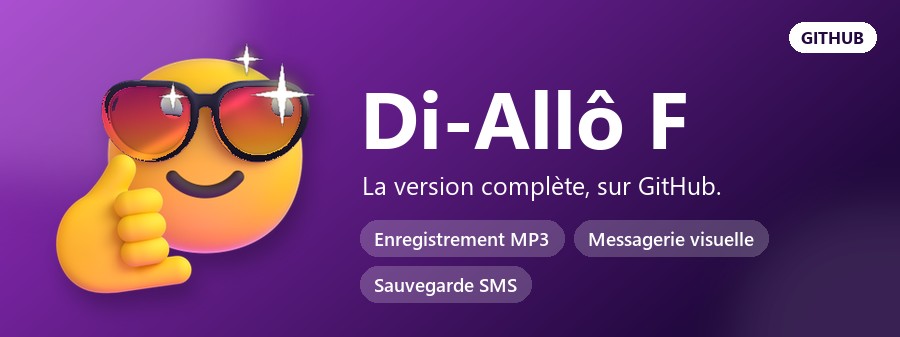 GITHUB
Di-Allô F
La version complète, sur GitHub.
Enregistrement MP3
Messagerie visuelle
Sauvegarde SMS